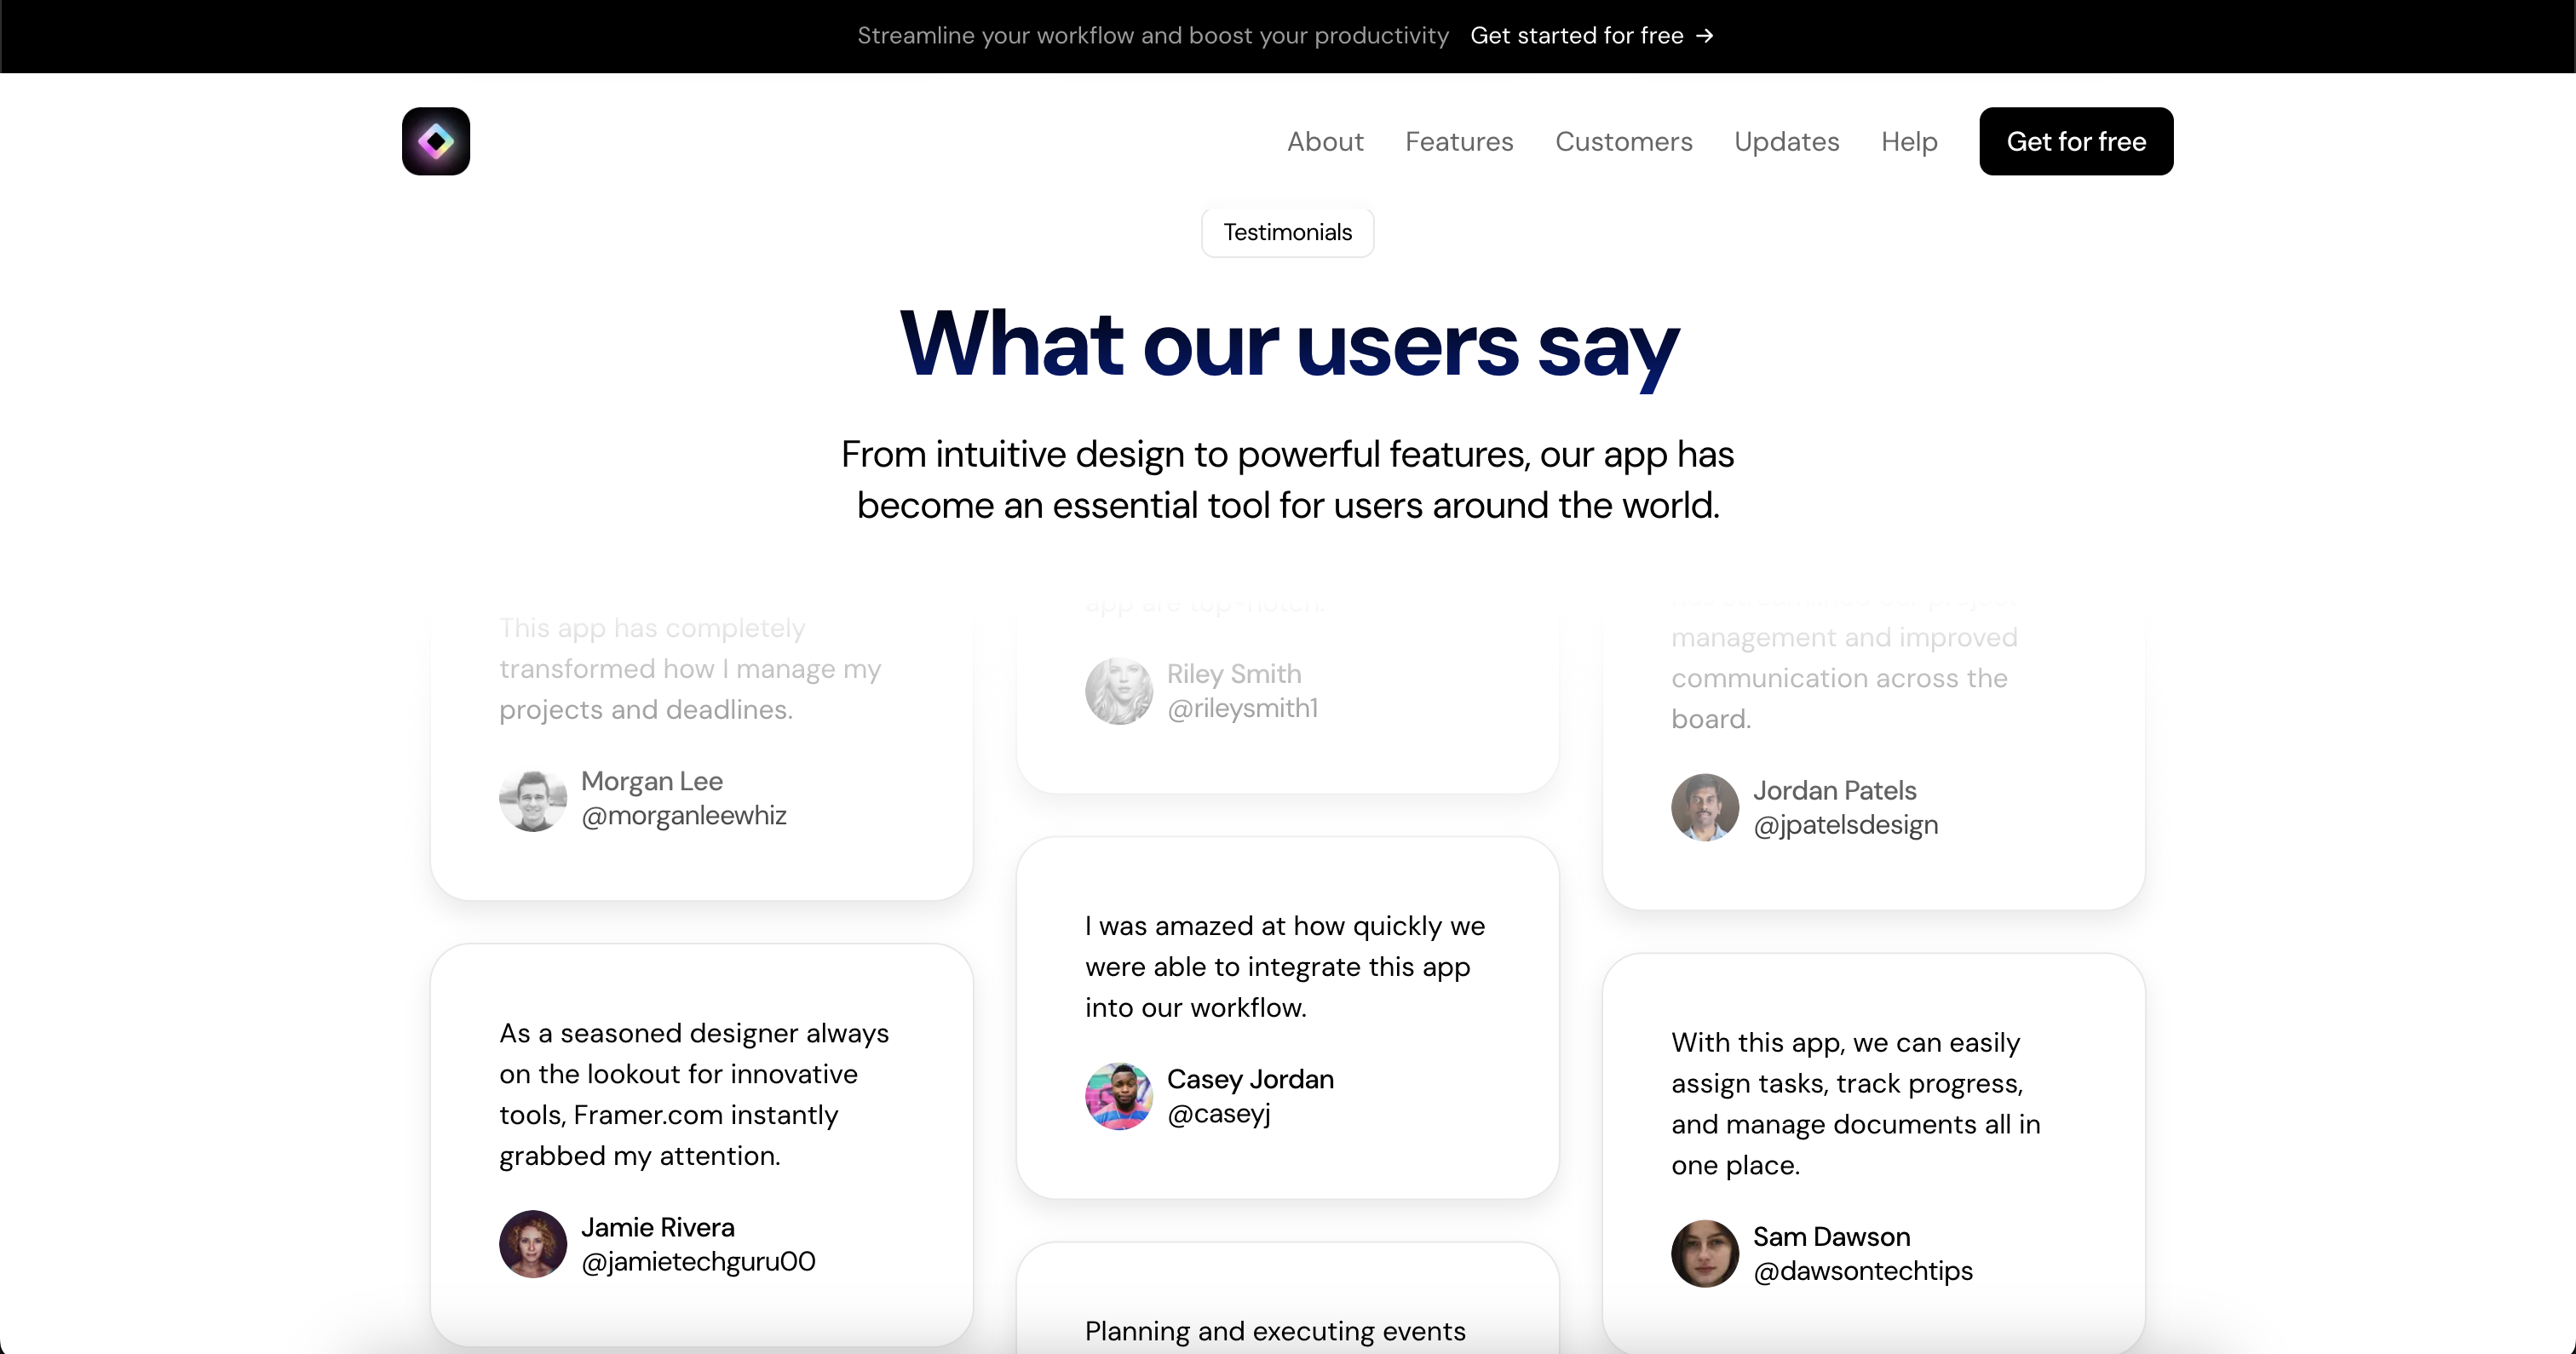 Streamline your workflow and boost your productivity Get started for free →
About Features Customers Updates Help Get for free
Testimonials
What our users say
From intuitive design to powerful features, our app has
become an essential tool for users around the world.
This app has completely
transformed how I manage my
projects and deadlines.
Morgan Lee
@morganleewhiz
As a seasoned designer always
on the lookout for innovative
tools, Framer.com instantly
grabbed my attention.
Jamie Rivera
@jamietechguru00
app are top-notch.
Riley Smith
@rileysmith1
I was amazed at how quickly we
were able to integrate this app
into our workflow.
Casey Jordan
@caseyj
Planning and executing events
management and improved
communication across the
board.
Jordan Patels
@jpatelsdesign
With this app, we can easily
assign tasks, track progress,
and manage documents all in
one place.
Sam Dawson
@dawsontechtips